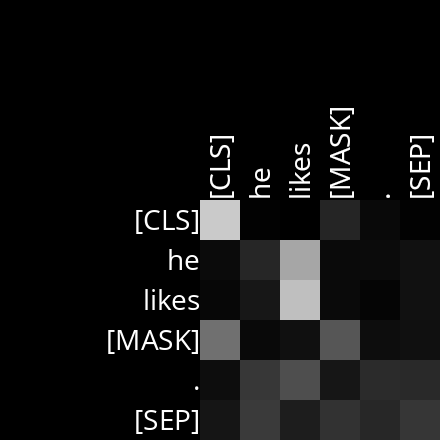 [CLS]
he
likes
[MASK]
.
[SEP]
[CLS]
he
likes
[MASK]
.
[SEP]